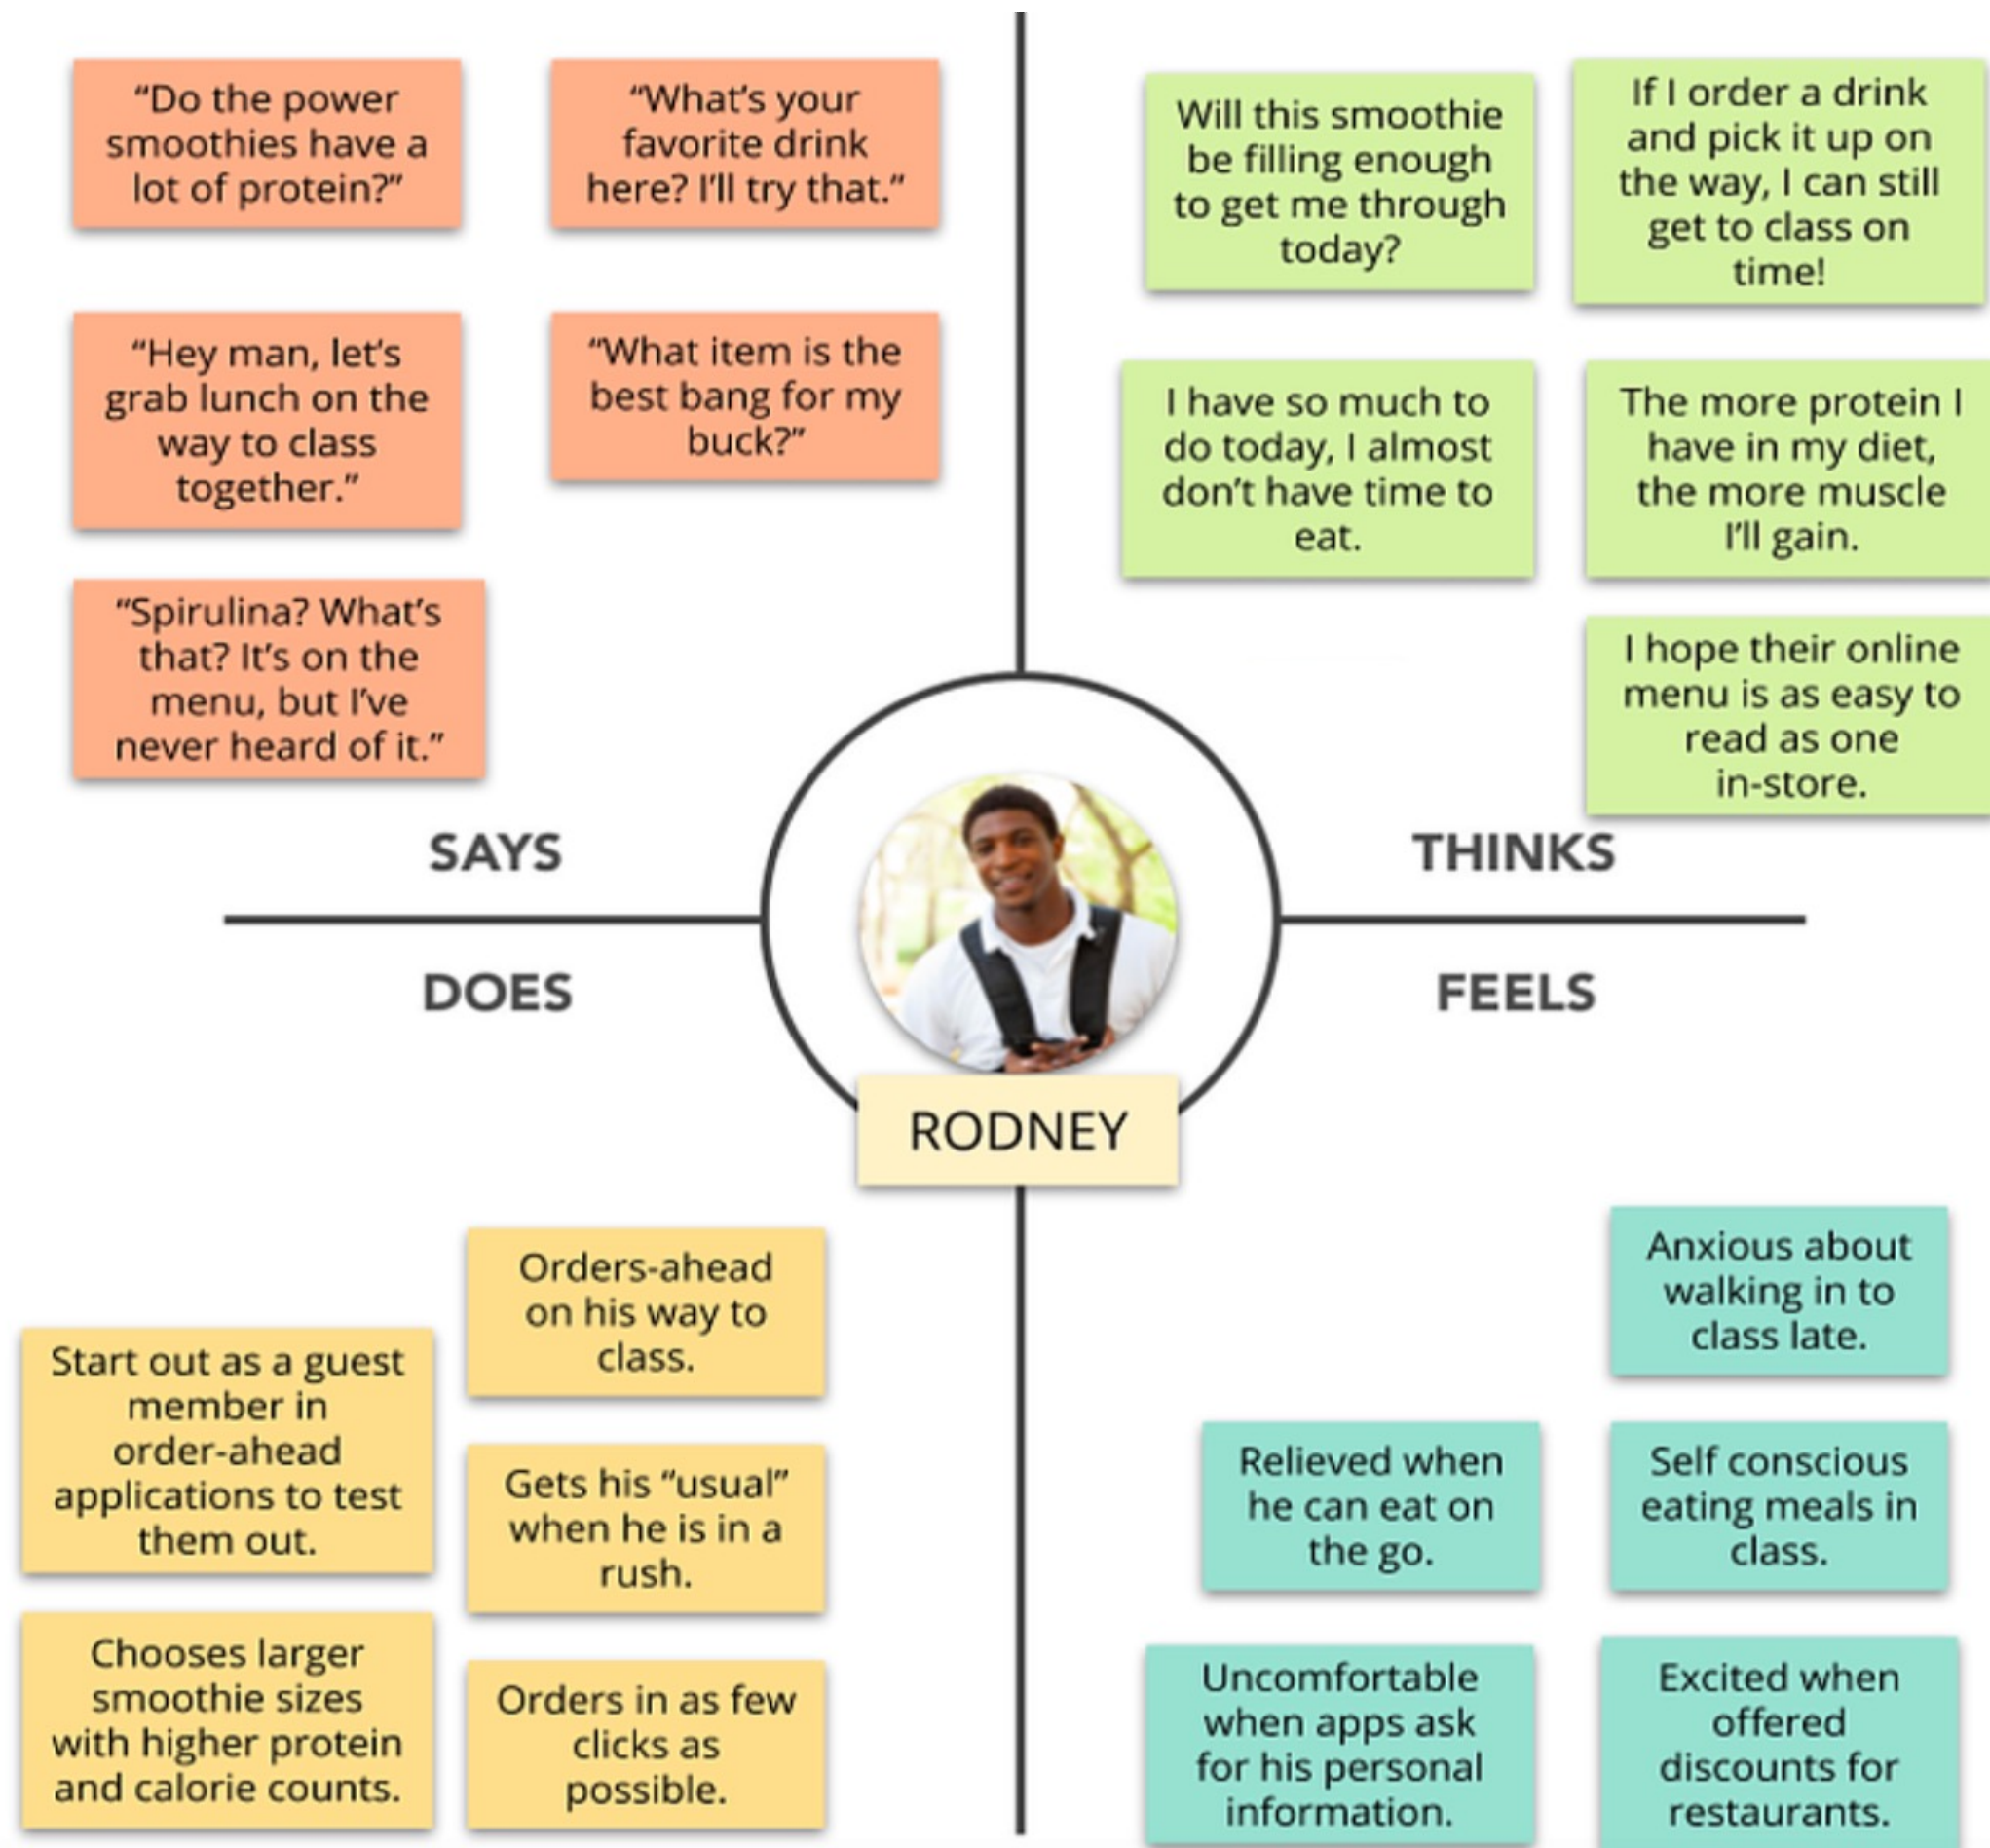 “Do the power
smoothies have a
lot of protein?”
“What’s your
favorite drink
here? I’ll try that.”
“Hey man, let’s
grab lunch on the
way to class
together.”
“What item is the
best bang for my
buck?”
“Spirulina? What’s
that? It’s on the
menu, but I’ve
never heard of it.”
SAYS
Will this smoothie
be filling enough
to get me through
today?
If I order a drink
and pick it up on
the way, I can still
get to class on
time!
I have so much to
do today, I almost
don’t have time to
eat.
The more protein I
have in my diet,
the more muscle
I’ll gain.
I hope their online
menu is as easy to
read as one
in-store.
THINKS
RODNEY
DOES
Orders-ahead
on his way to
class.
Start out as a guest
member in
order-ahead
applications to test
them out.
Gets his “usual”
when he is in a
rush.
Chooses larger
smoothie sizes
with higher protein
and calorie counts.
Orders in as few
clicks as
possible.
FEELS
Anxious about
walking in to
class late.
Relieved when
he can eat on
the go.
Self conscious
eating meals in
class.
Uncomfortable
when apps ask
for his personal
information.
Excited when
offered
discounts for
restaurants.